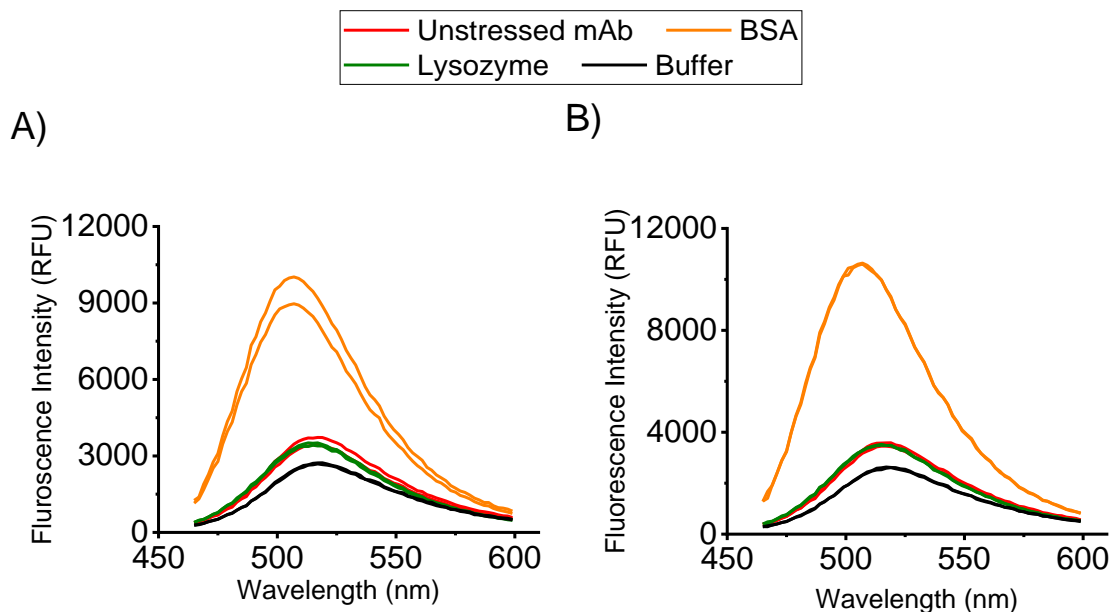 Unstressed mAb BSA
Lysozyme Buffer
A)
B)
12000
9000
6000
3000
0
450 500 550 600
Fluroscence Intensity (RFU)
Wavelength (nm)
12000
8000
4000
0
450 500 550 600
Fluorescence Intensity (RFU)
Wavelength (nm)